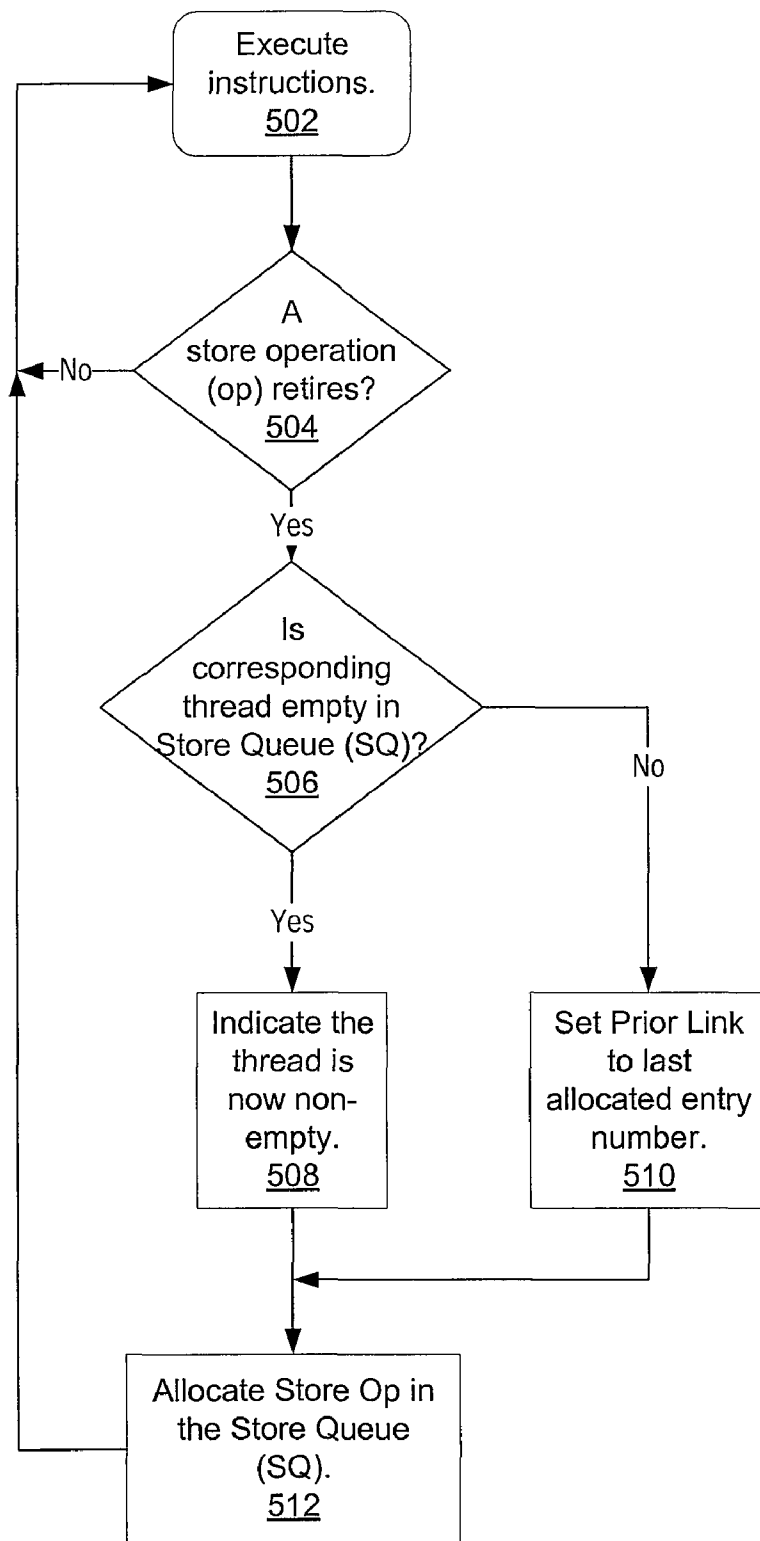 Execute
instructions.
502
A
store operation
(op) retires?
504
No
Yes
Is
corresponding
thread empty in
Store Queue (SQ)?
506
No
Yes
Indicate the
thread is
now non-
empty.
508
Set Prior Link
to last
allocated entry
number.
510
Allocate Store Op in
the Store Queue
(SQ).
512